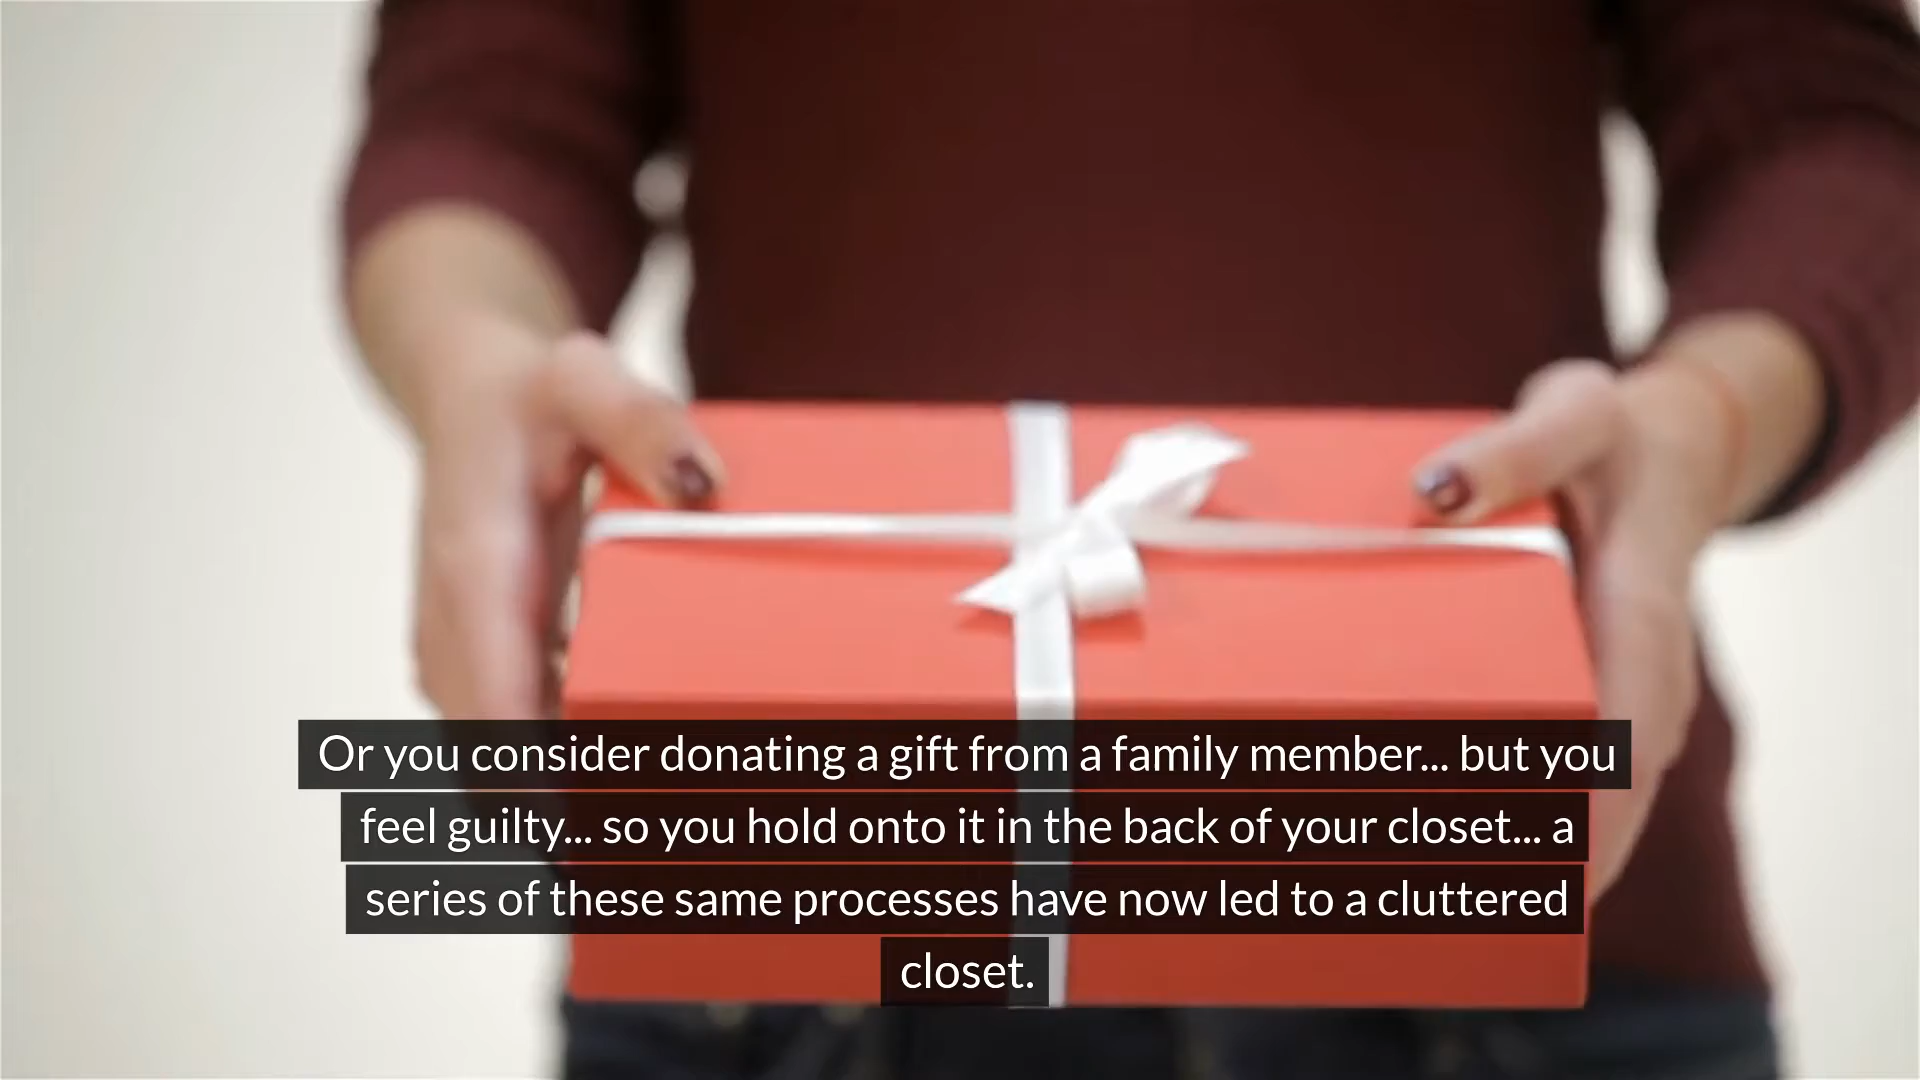 Or you consider donating a gift from a family member... but you
feel guilty... so you hold onto it in the back of your closet... a
series of these same processes have now led to a cluttered
closet.